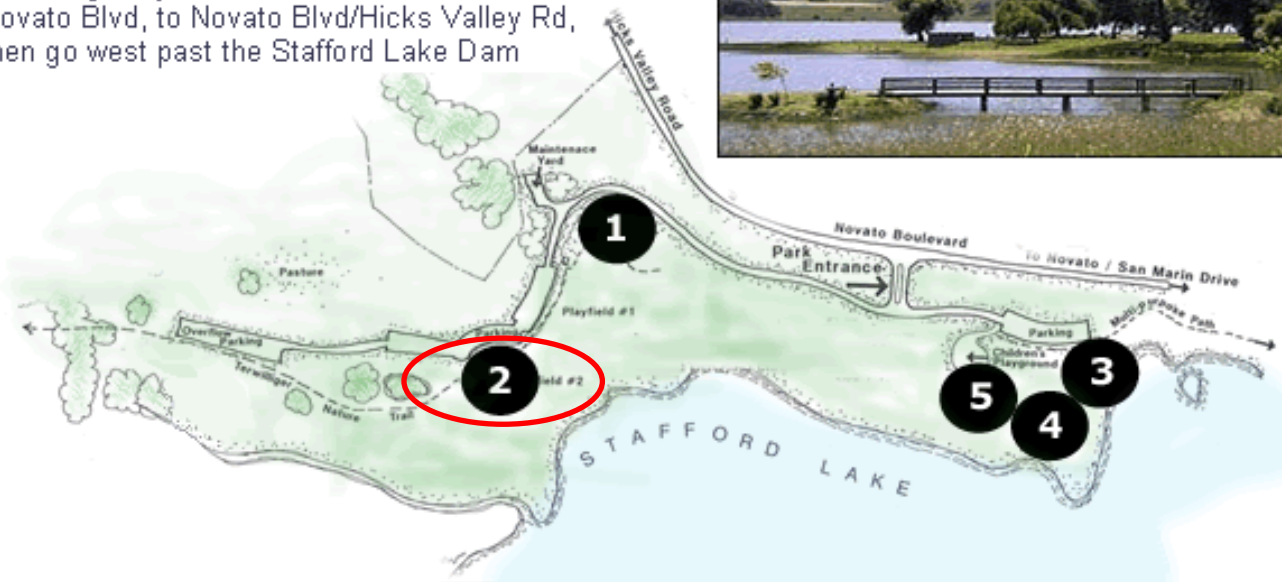 ovato Blvd, to Novato Blvd/Hicks Valley Rd,
hen go west past the Stafford Lake Dam
Hicks Valley Road
Maintenace
Yard
1
Novato Boulevard
to Novato / San Marin Drive
Park
Entrance
Pasture
Playfield #1
Multi-Purpose Path
Parking
Overflow
Parking
Parking
Children's
Playground
3
2
ield #2
5
4
Terwilliger
Nature
Trail
STAFFORD LAKE